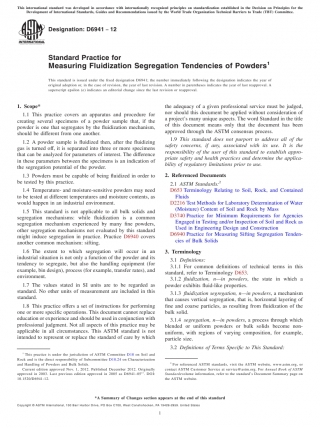 This international standard was developed in accordance with internationally recognized principles on standardization established in the Decision on Principles for the
Development of International Standards, Guides and Recommendations issued by the World Trade Organization Technical Barriers to Trade (TBT) Committee.
Designation: D6941 − 12
Standard Practice for
Measuring Fluidization Segregation Tendencies of Powders¹
This standard is issued under the fixed designation D6941; the number immediately following the designation indicates the year of
original adoption or, in the case of revision, the year of last revision. A number in parentheses indicates the year of last reapproval. A
superscript epsilon (ε) indicates an editorial change since the last revision or reapproval.
1. Scope*
1.1 This practice covers an apparatus and procedure for
creating several specimens of a powder sample that, if the
powder is one that segregates by the fluidization mechanism,
should be different from one another.
1.2 A powder sample is fluidized then, after the fluidizing
gas is turned off, it is separated into three or more specimens
that can be analyzed for parameters of interest. The difference
in these parameters between the specimens is an indication of
the segregation potential of the powder.
1.3 Powders must be capable of being fluidized in order to
be tested by this practice.
1.4 Temperature- and moisture-sensitive powders may need
to be tested at different temperatures and moisture contents, as
would happen in an industrial environment.
1.5 This standard is not applicable to all bulk solids and
segregation mechanisms: while fluidization is a common
segregation mechanism experienced by many fine powders,
other segregation mechanisms not evaluated by this standard
might induce segregation in practice. Practice D6940 covers
another common mechanism: sifting.
1.6 The extent to which segregation will occur in an
industrial situation is not only a function of the powder and its
tendency to segregate, but also the handling equipment (for
example, bin design), process (for example, transfer rates), and
environment.
1.7 The values stated in SI units are to be regarded as
standard. No other units of measurement are included in this
standard.
1.8 This practice offers a set of instructions for performing
one or more specific operations. This document cannot replace
education or experience and should be used in conjunction with
professional judgment. Not all aspects of this practice may be
applicable in all circumstances. This ASTM standard is not
intended to represent or replace the standard of care by which
¹ This practice is under the jurisdiction of ASTM Committee D18 on Soil and
Rock and is the direct responsibility of Subcommittee D18.24 on Characterization
and Handling of Powders and Bulk Solids.
Current edition approved Nov. 1, 2012. Published December 2012. Originally
approved in 2003. Last previous edition approved in 2005 as
10.1520/D6941-12.
the adequacy of a given professional service must be judged,
nor should this document be applied without consideration of
a project's many unique aspects. The word Standard in the title
of this document means only that the document has been
approved through the ASTM consensus process.
1.9 This standard does not purport to address all of the
safety concerns, if any, associated with its use. It is the
responsibility of the user of this standard to establish appro-
priate safety and health practices and determine the applica-
bility of regulatory limitations prior to use.
2. Referenced Documents
2.1 ASTM Standards:²
D653 Terminology Relating to Soil, Rock, and Contained
Fluids
D2216 Test Methods for Laboratory Determination of Water
(Moisture) Content of Soil and Rock by Mass
D3740 Practice for Minimum Requirements for Agencies
Engaged in Testing and/or Inspection of Soil and Rock as
Used in Engineering Design and Construction
D6940 Practice for Measuring Sifting Segregation Tenden-
cies of Bulk Solids
3. Terminology
3.1 Definitions:
3.1.1 For common definitions of technical terms in this
standard, refer to Terminology D653.
3.1.2 fluidization, n—in powders, the state in which a
powder exhibits fluid-like properties.
3.1.3 fluidization segregation, n—in powders, a mechanism
that causes vertical segregation, that is, horizontal layering of
fine and coarse particles, as resulting from fluidization of the
bulk solid.
3.1.4 segregation, n—in powders, a process through which
blended or uniform powders or bulk solids become non-
uniform, with regions of varying composition, for example,
particle size.
3.2 Definitions of Terms Specific to This Standard:
² For referenced ASTM standards, visit the ASTM website, www.astm.org, or
contact ASTM Customer Service at service@astm.org. For Annual Book of ASTM
Standards volume information, refer to the standard's Document Summary page on
the ASTM website.
*A Summary of Changes section appears at the end of this standard
Copyright © ASTM International, 100 Barr Harbor Drive, PO Box C700, West Conshohocken, PA 19428-2959. United States
1